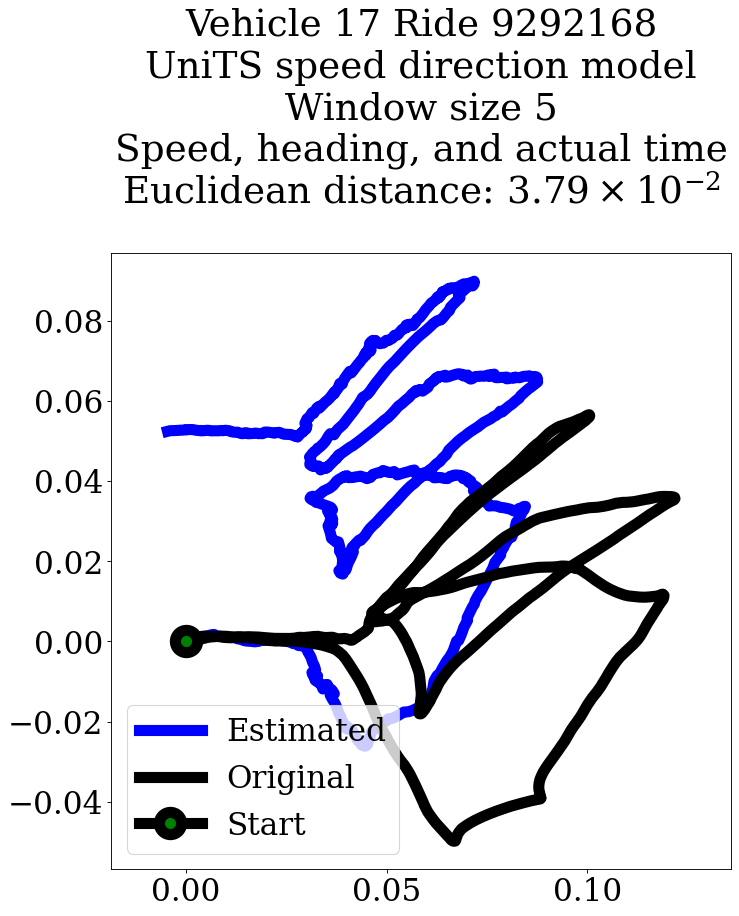 Vehicle 17 Ride 9292168
UniTS speed direction model
Window size 5
Speed, heading, and actual time
Euclidean distance: 3.79 × 10⁻²
0.08
0.06
0.04
0.02
0.00
−0.02
−0.04
Estimated
Original
Start
0.00 0.05 0.10